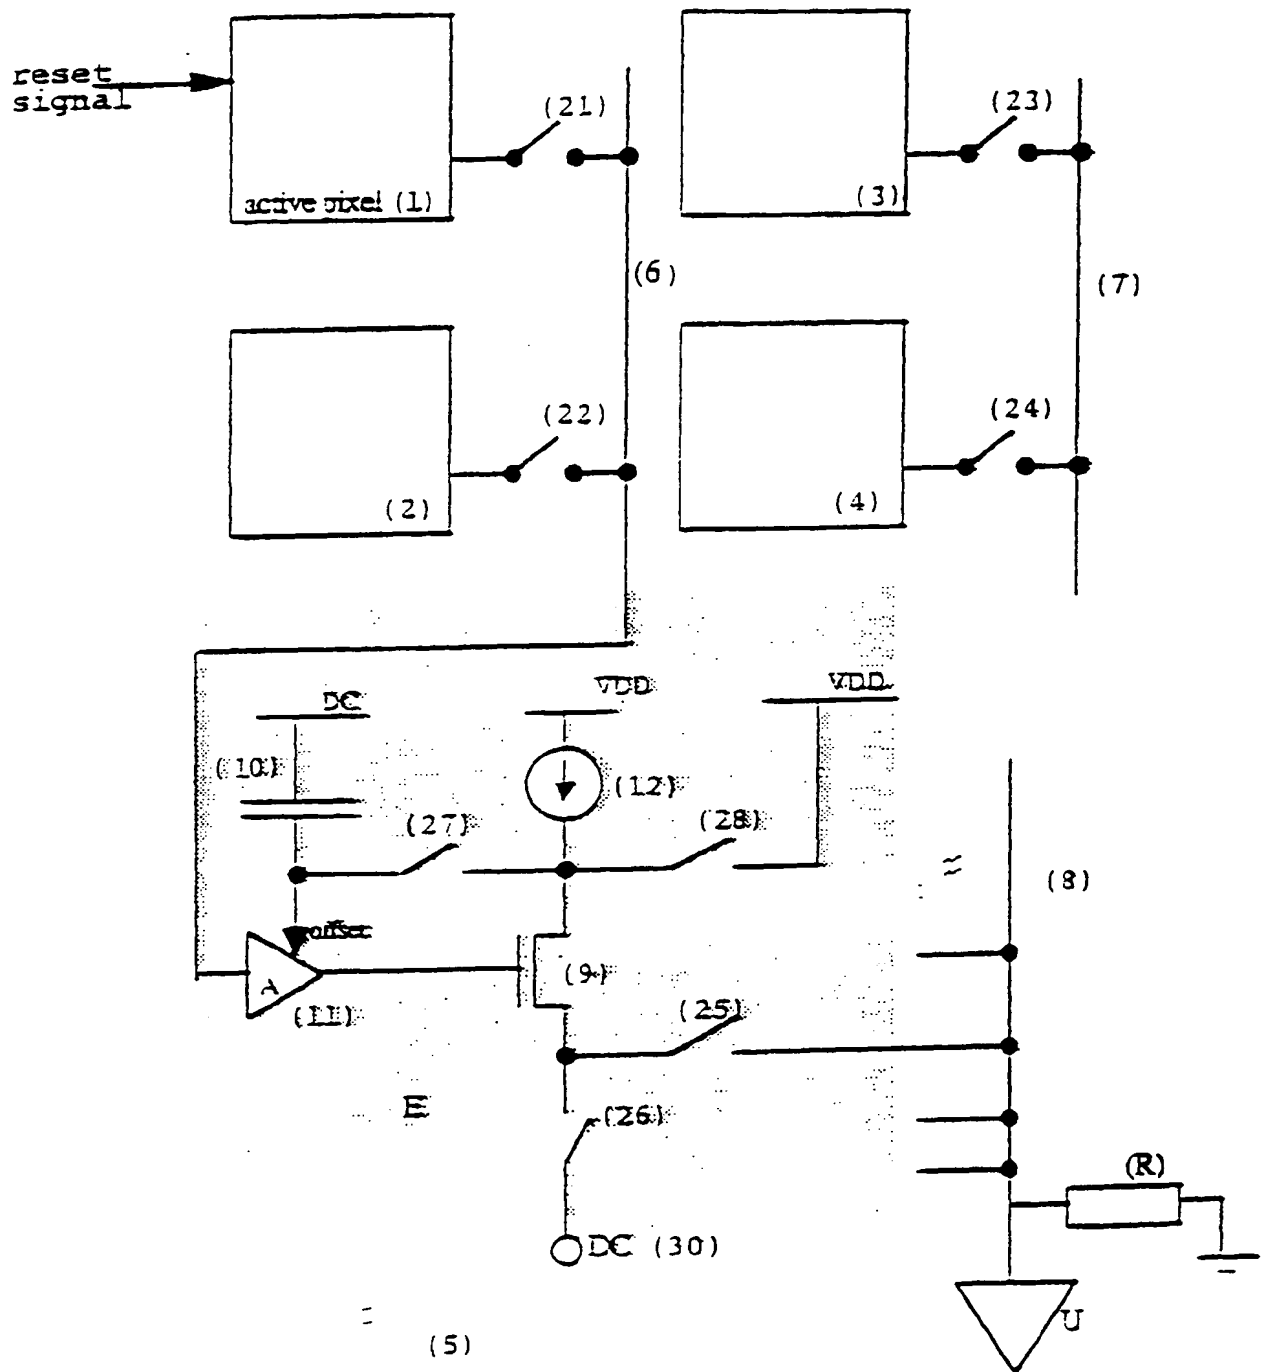 reset
signal
(21)
(23)
active pixel (1)
(3)
(6)
(7)
(22)
(24)
(2)
(4)
DC
VDD
VDD
(10)
(12)
(27)
(28)
(8)
offset
A
(9)
(11)
(25)
E
(26)
(R)
DC (30)
U
(5)